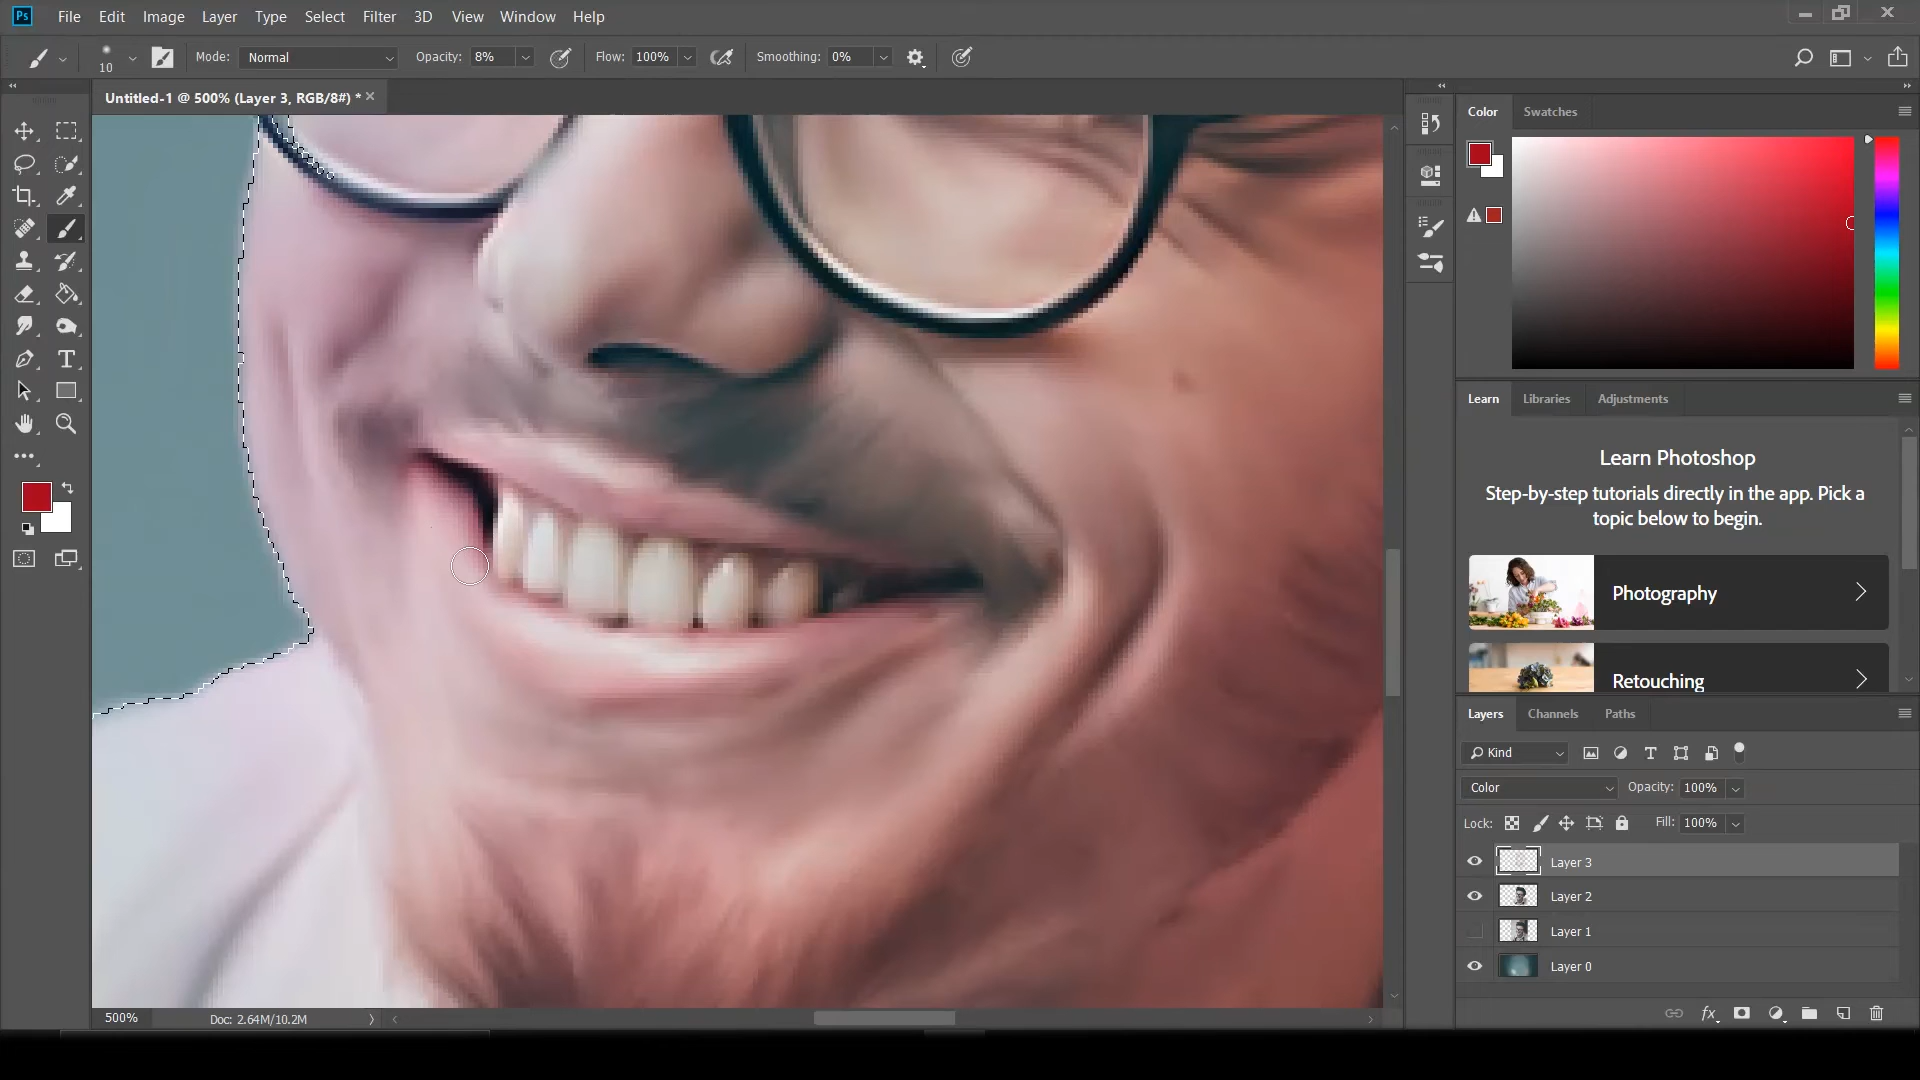 Ps File Edit Image Layer Type Select Filter 3D View Window Help
10 Mode: Normal Opacity: 8% Flow: 100% Smoothing: 0%
Untitled-1 @ 500% (Layer 3, RGB/8#) *
Color Swatches
Learn Libraries Adjustments
Learn Photoshop
Step-by-step tutorials directly in the app. Pick a
topic below to begin.
Photography
Retouching
Layers Channels Paths
Kind
Color Opacity: 100%
Lock: Fill: 100%
Layer 3
Layer 2
Layer 1
Layer 0
fx
500% Doc: 2.64M/10.2M